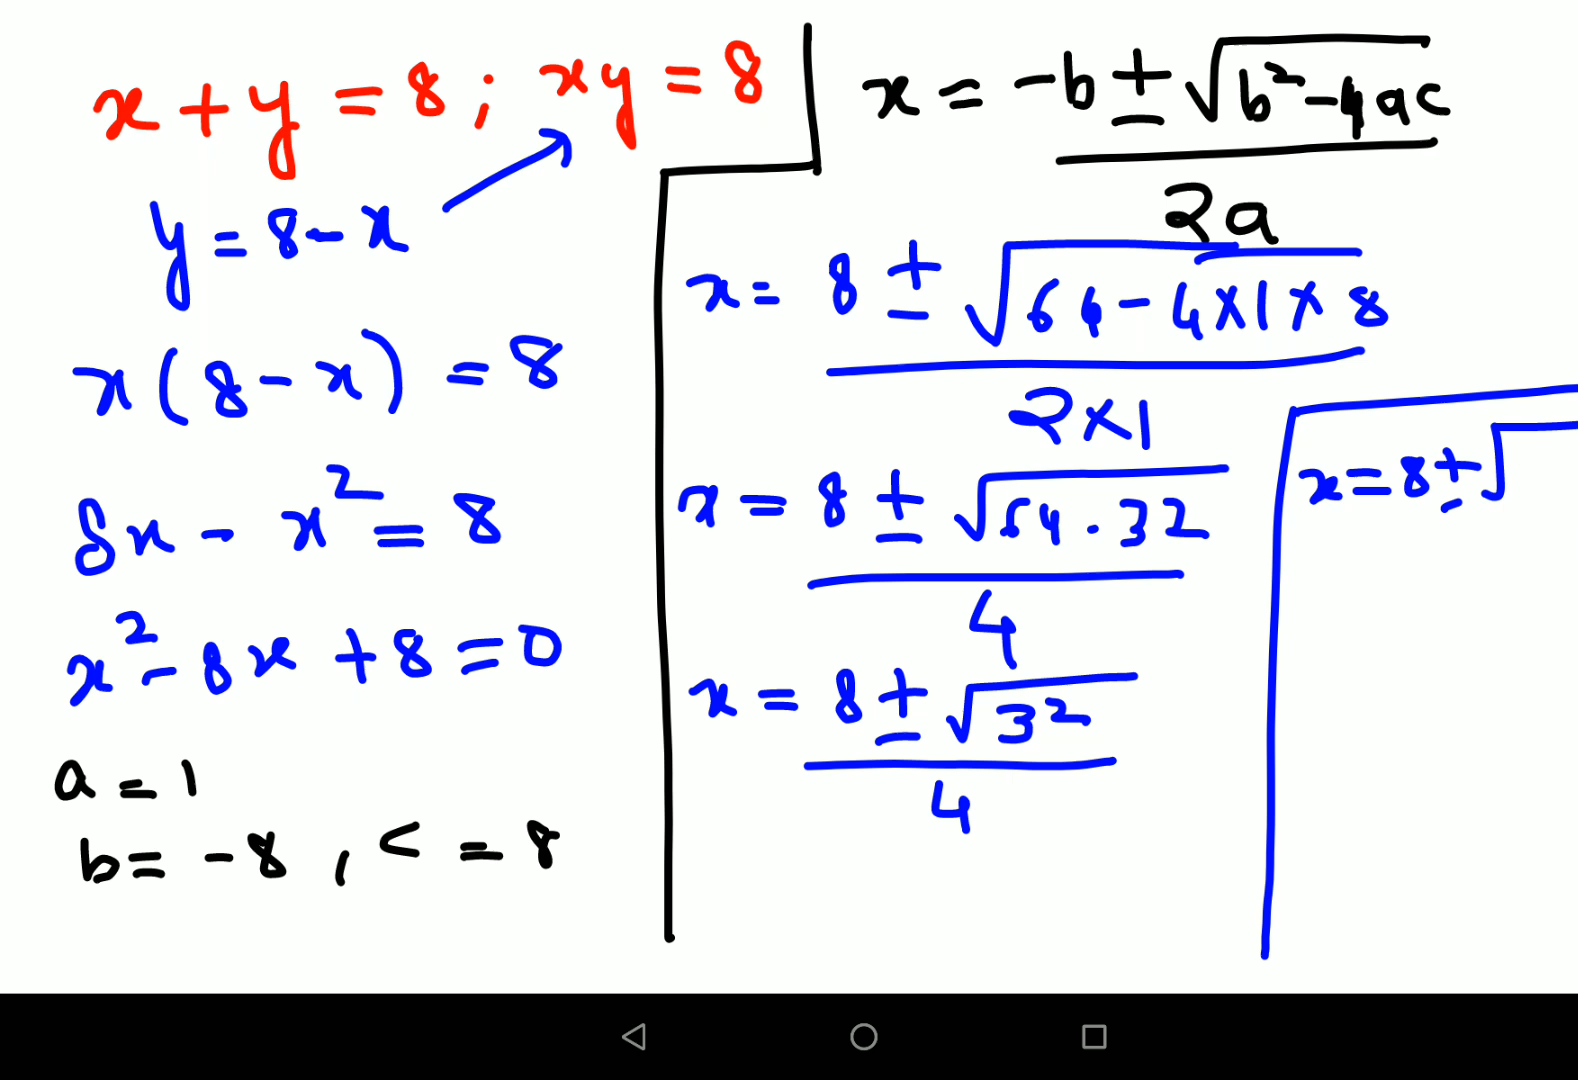 x + y = 8 ; xy = 8
y = 8 - x
x(8 - x) = 8
8x - x² = 8
x² - 8x + 8 = 0
a = 1
b = -8 , c = 8
x = -b ± √b² - 4ac
2a
x = 8 ± √64 - 4×1×8
2×1
x = 8 ± √64 - 32
4
x = 8 ± √32
4
x = 8 ± √